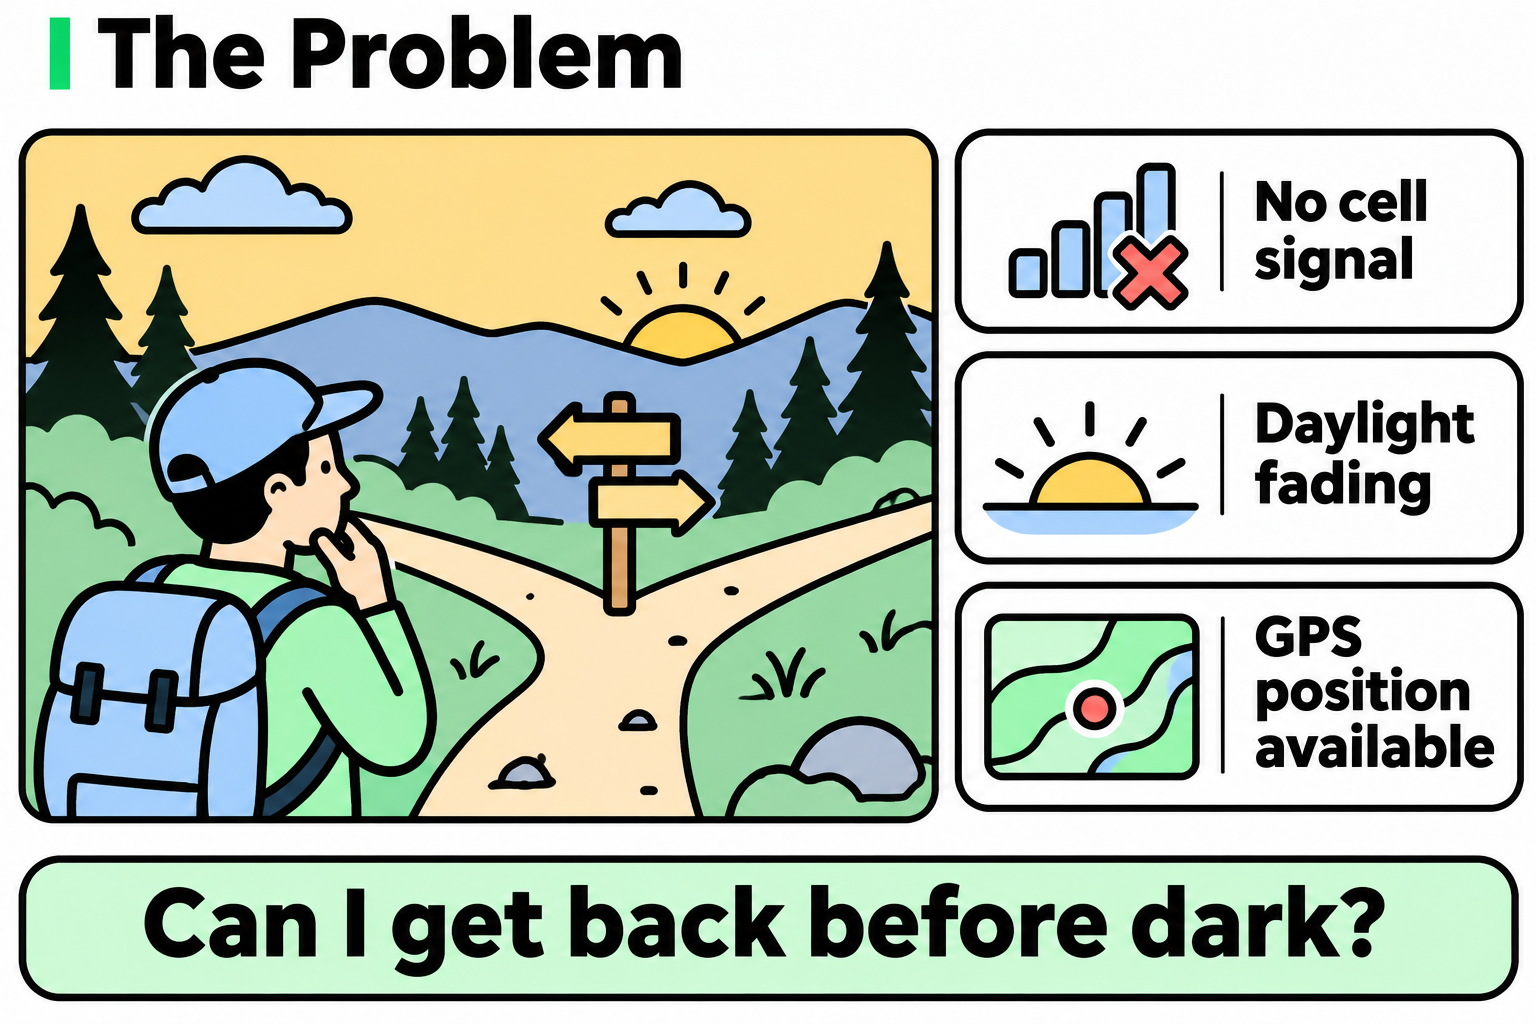 The Problem
No cell
signal
Daylight
fading
GPS
position
available
Can I get back before dark?